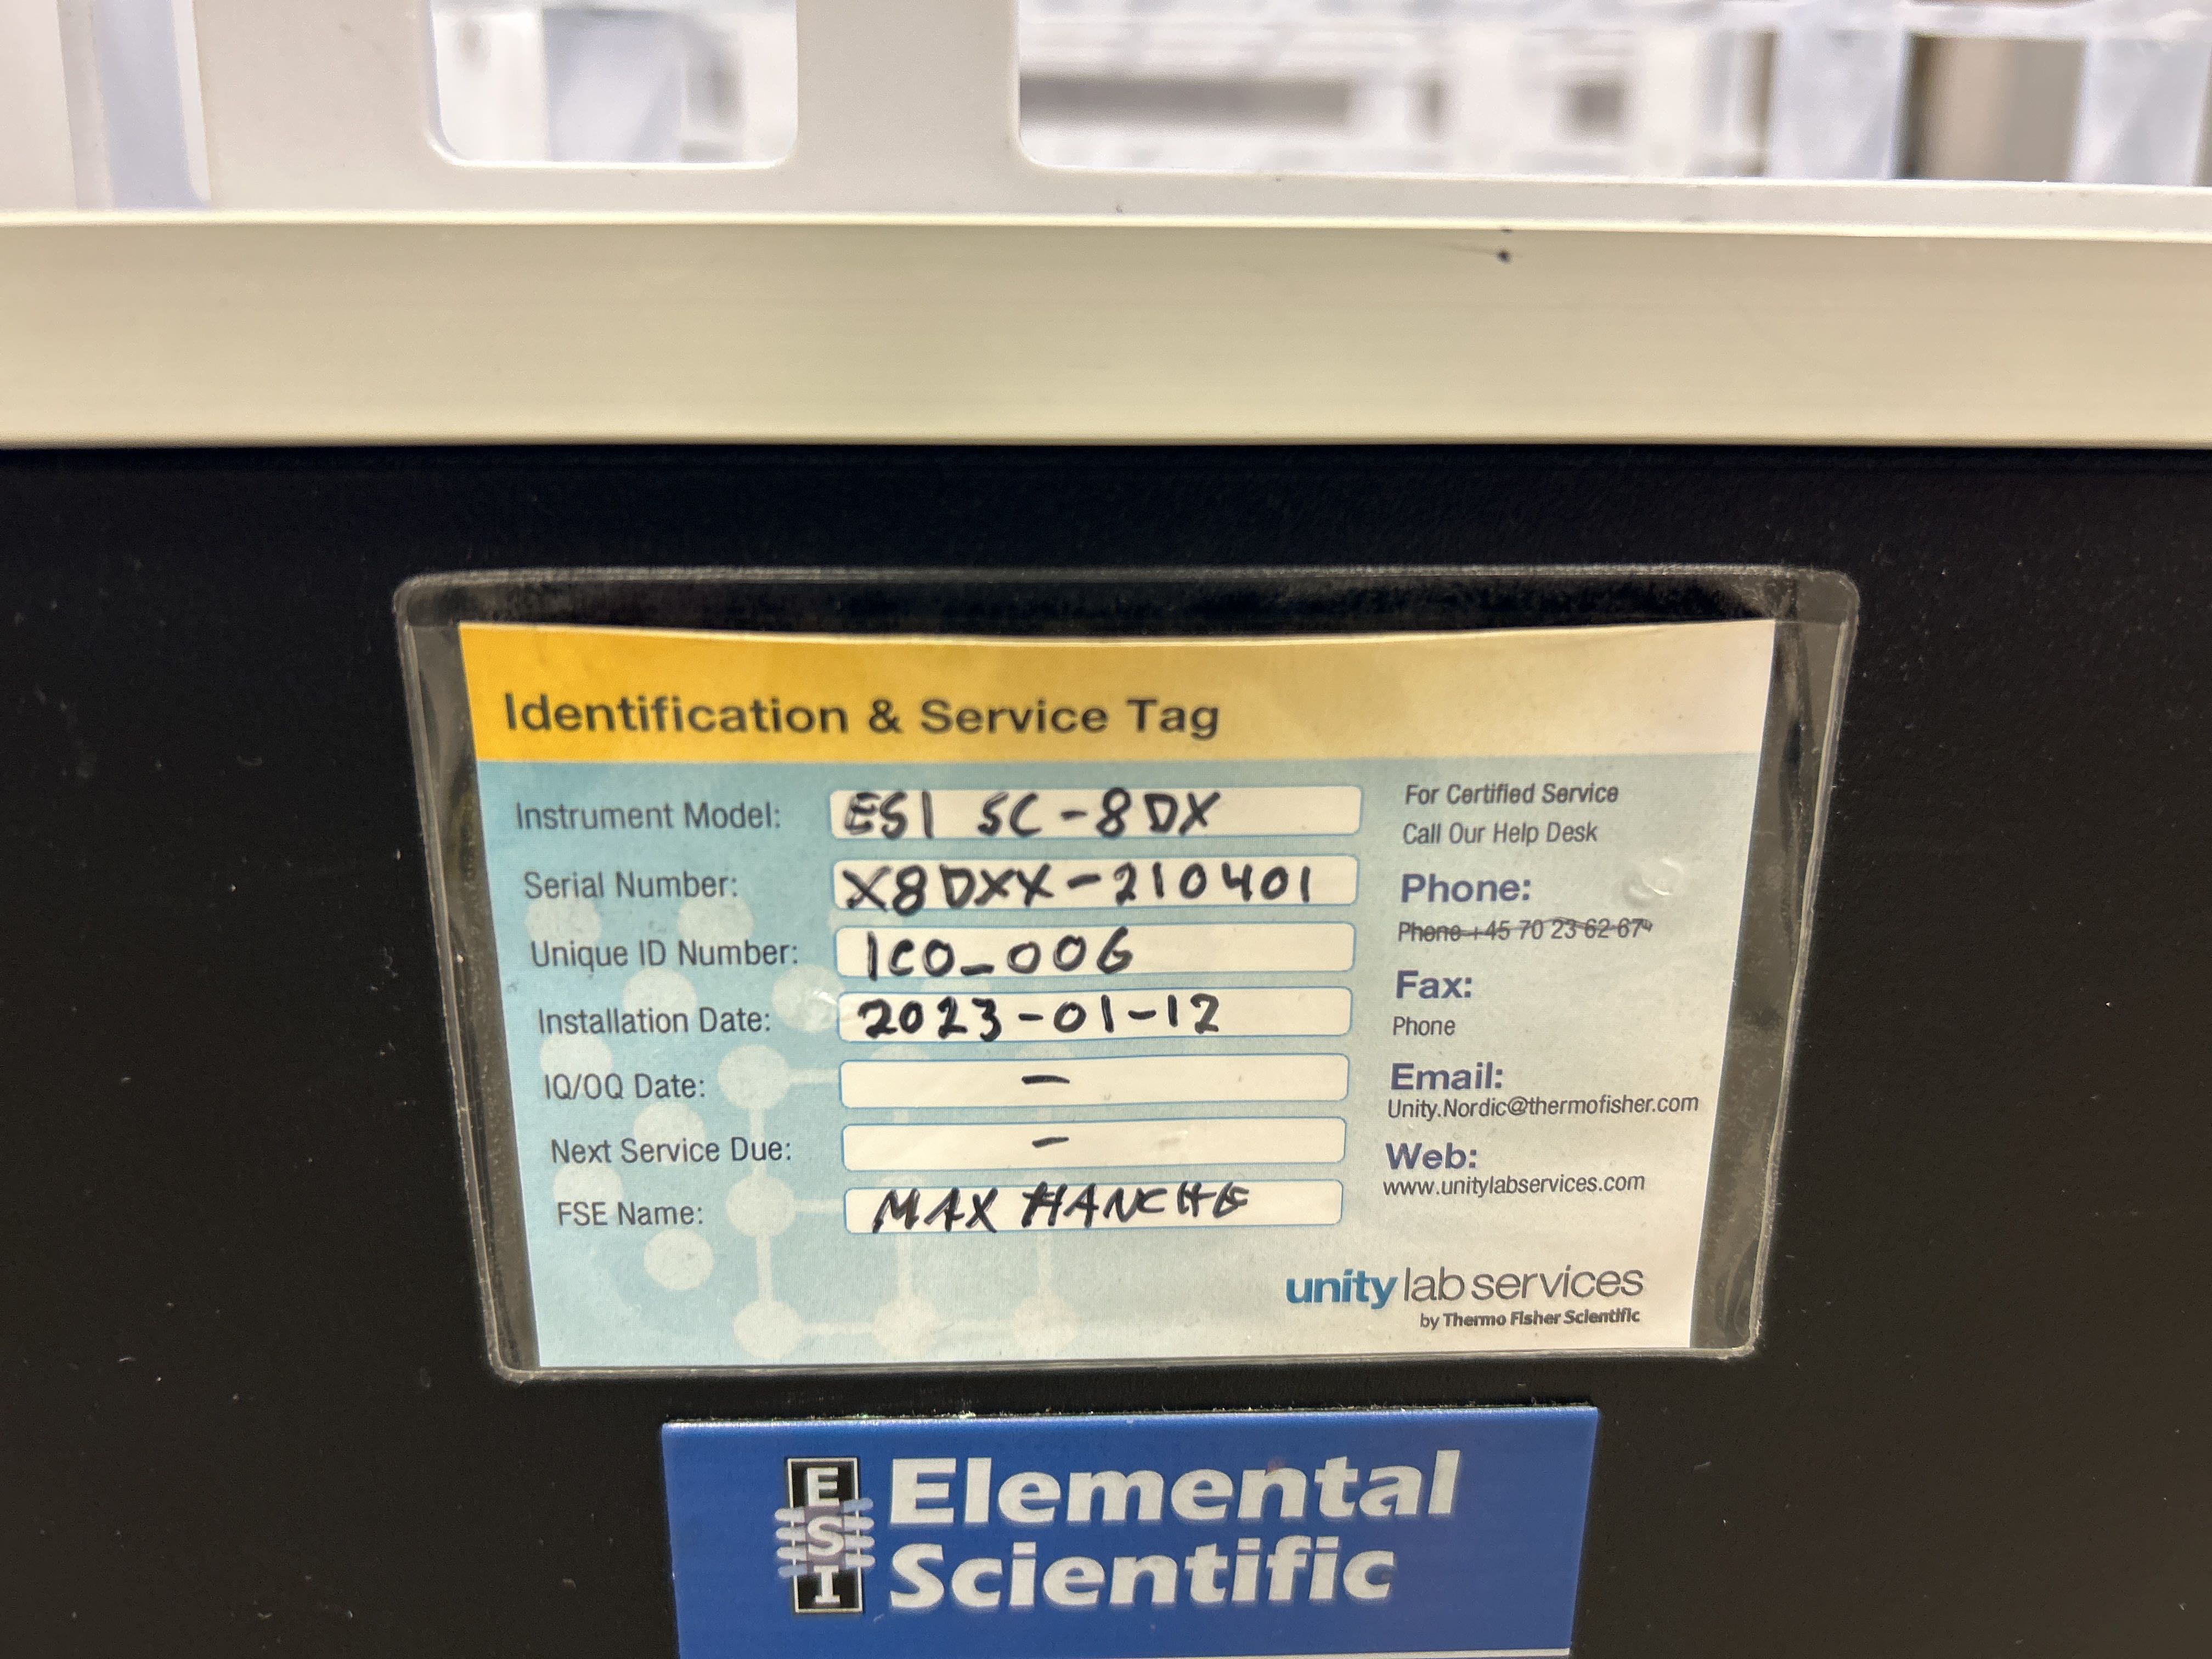 Identification & Service Tag
Instrument Model: ESI SC-8DX
Serial Number: X8DXX-210401
Unique ID Number: ICO_006
Installation Date: 2023-01-12
IQ/OQ Date: -
Next Service Due: -
FSE Name: MAX HANCHE
For Certified Service
Call Our Help Desk
Phone:
Phone +45 70 23 62 67
Fax:
Phone
Email:
Unity.Nordic@thermofisher.com
Web:
www.unitylabservices.com
unity lab services
by Thermo Fisher Scientific
ESI
Elemental
Scientific